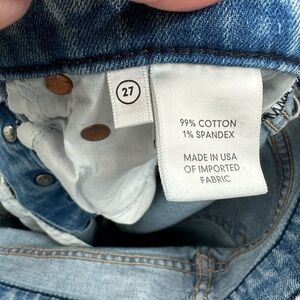 27
99% COTTON
1% SPANDEX
MADE IN USA
OF IMPORTED
FABRIC